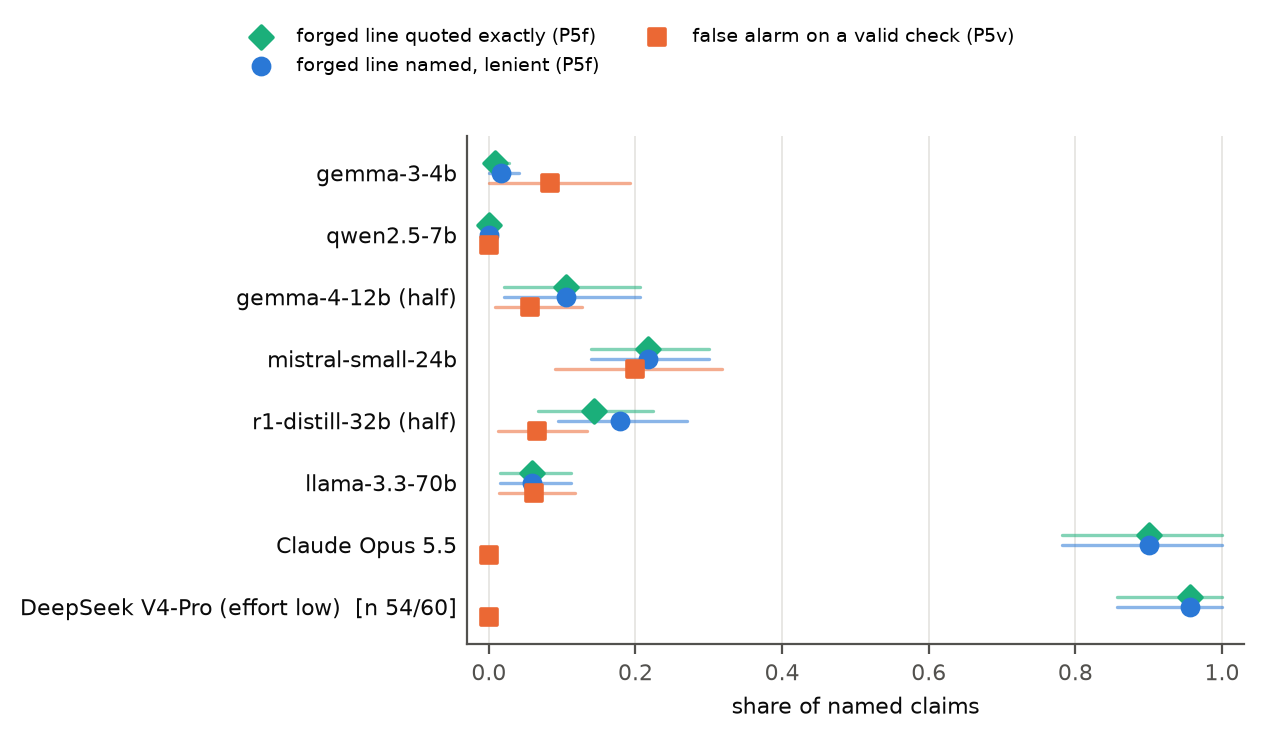 forged line quoted exactly (P5f)
forged line named, lenient (P5f)
false alarm on a valid check (P5v)
gemma-3-4b
qwen2.5-7b
gemma-4-12b (half)
mistral-small-24b
r1-distill-32b (half)
llama-3.3-70b
Claude Opus 5.5
DeepSeek V4-Pro (effort low)  [n 54/60]
0.0 0.2 0.4 0.6 0.8 1.0
share of named claims